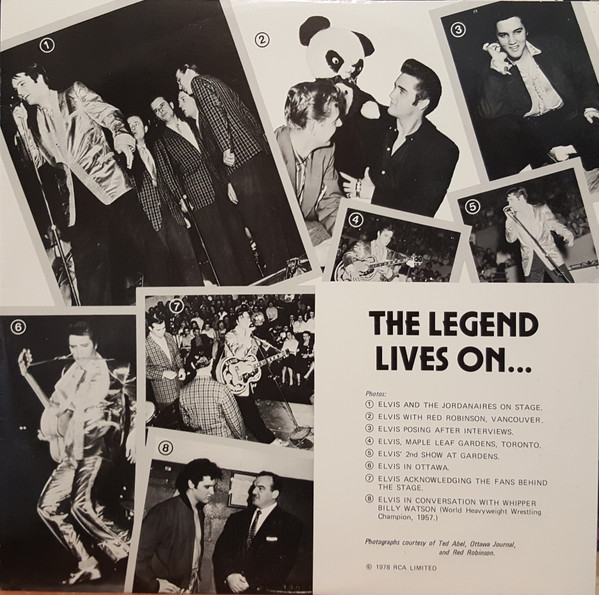 1
2
3
4
5
6
7
8
THE LEGEND
LIVES ON...
Photos:
① ELVIS AND THE JORDANAIRES ON STAGE.
② ELVIS WITH RED ROBINSON, VANCOUVER.
③ ELVIS POSING AFTER INTERVIEWS.
④ ELVIS, MAPLE LEAF GARDENS, TORONTO.
⑤ ELVIS' 2nd SHOW AT GARDENS.
⑥ ELVIS IN OTTAWA.
⑦ ELVIS ACKNOWLEDGING THE FANS BEHIND
THE STAGE.
⑧ ELVIS IN CONVERSATION WITH WHIPPER
BILLY WATSON (World Heavyweight Wrestling
Champion, 1957.)
Photographs courtesy of Ted Abel, Ottawa Journal,
and Red Robinson.
℗ 1978 RCA LIMITED